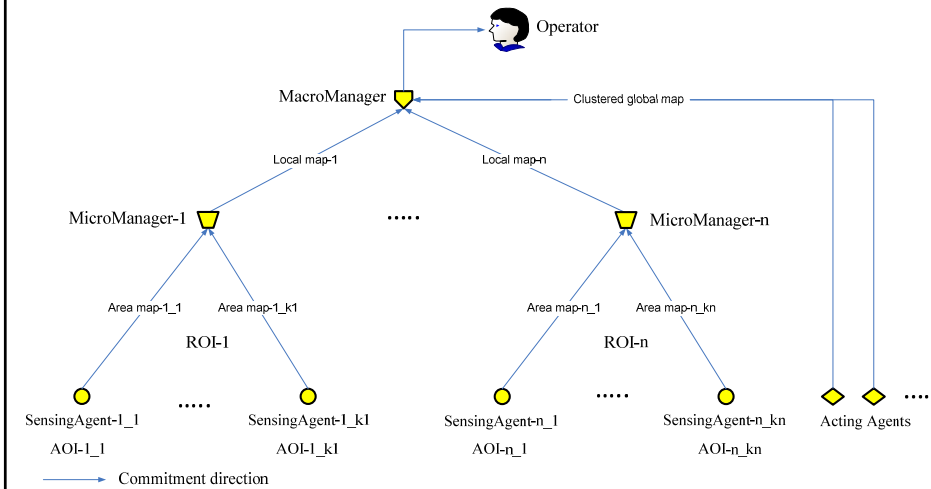 Operator
MacroManager
Clustered global map
Local map-1
Local map-n
MicroManager-1
.....
MicroManager-n
Area map-1_1
Area map-1_k1
Area map-n_1
Area map-n_kn
ROI-1
ROI-n
.....
.....
....
SensingAgent-1_1
SensingAgent-1_k1
SensingAgent-n_1
SensingAgent-n_kn
Acting Agents
AOI-1_1
AOI-1_k1
AOI-n_1
AOI-n_kn
Commitment direction